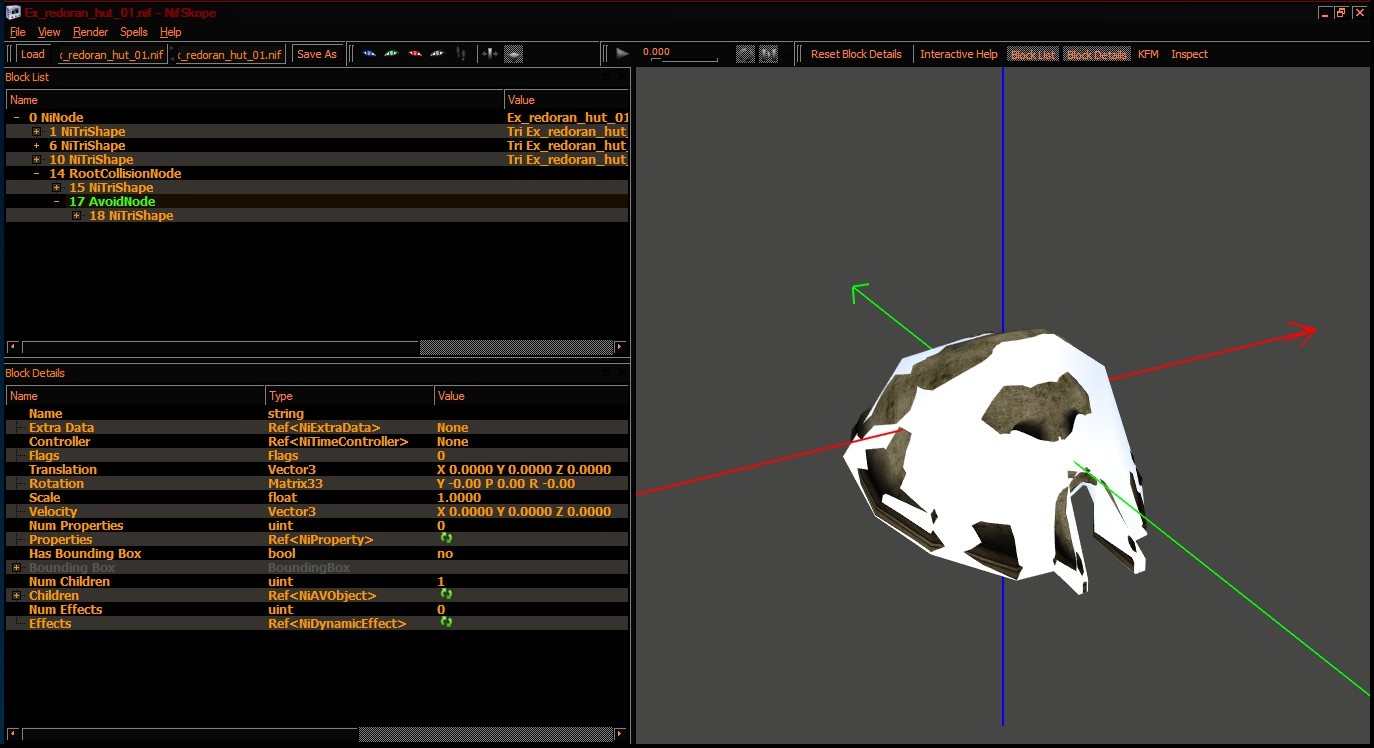 Ex_redoran_hut_01.nif - NifSkope
File View Render Spells Help
Load x_redoran_hut_01.nif x_redoran_hut_01.nif Save As 0.000 Reset Block Details Interactive Help Block List Block Details KFM Inspect
Block List
Name Value
0 NiNode Ex_redoran_hut_01
1 NiTriShape Tri Ex_redoran_hut_
6 NiTriShape Tri Ex_redoran_hut_
10 NiTriShape Tri Ex_redoran_hut_
14 RootCollisionNode
15 NiTriShape
17 AvoidNode
18 NiTriShape
Block Details
Name Type Value
Name string
Extra Data Ref<NiExtraData> None
Controller Ref<NiTimeController> None
Flags Flags 0
Translation Vector3 X 0.0000 Y 0.0000 Z 0.0000
Rotation Matrix33 Y -0.00 P 0.00 R -0.00
Scale float 1.0000
Velocity Vector3 X 0.0000 Y 0.0000 Z 0.0000
Num Properties uint 0
Properties Ref<NiProperty>
Has Bounding Box bool no
Bounding Box BoundingBox
Num Children uint 1
Children Ref<NiAVObject>
Num Effects uint 0
Effects Ref<NiDynamicEffect>